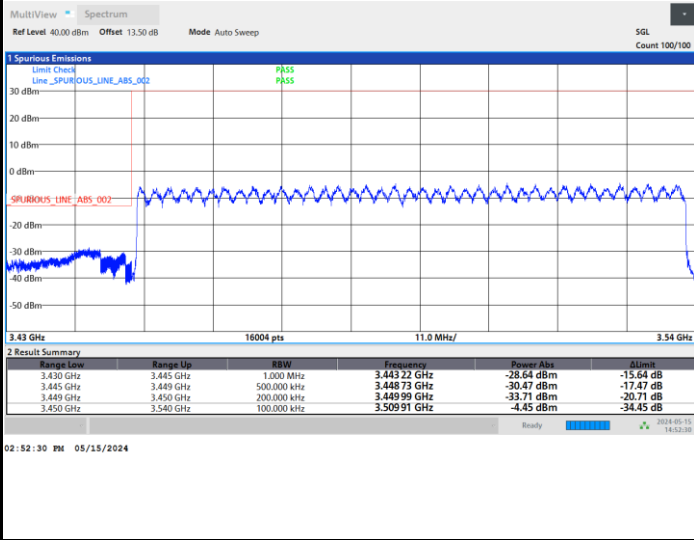 MultiView Spectrum
Ref Level 40.00 dBm Offset 13.50 dB Mode Auto Sweep SGL
Count 100/100
1 Spurious Emissions
Limit Check PASS
Line _SPURIOUS_LINE_ABS_002 PASS
30 dBm
20 dBm
10 dBm
0 dBm
_SPURIOUS_LINE_ABS_002
-20 dBm
-30 dBm
-40 dBm
-50 dBm
3.43 GHz 16004 pts 11.0 MHz/ 3.54 GHz
2 Result Summary
Range Low Range Up RBW Frequency Power Abs ΔLimit
3.430 GHz 3.445 GHz 1.000 MHz 3.443 22 GHz -28.64 dBm -15.64 dB
3.445 GHz 3.449 GHz 500.000 kHz 3.448 73 GHz -30.47 dBm -17.47 dB
3.449 GHz 3.450 GHz 200.000 kHz 3.449 99 GHz -33.71 dBm -20.71 dB
3.450 GHz 3.540 GHz 100.000 kHz 3.509 91 GHz -4.45 dBm -34.45 dB
Ready 2024-05-15
14:52:30
02:52:30 PM 05/15/2024